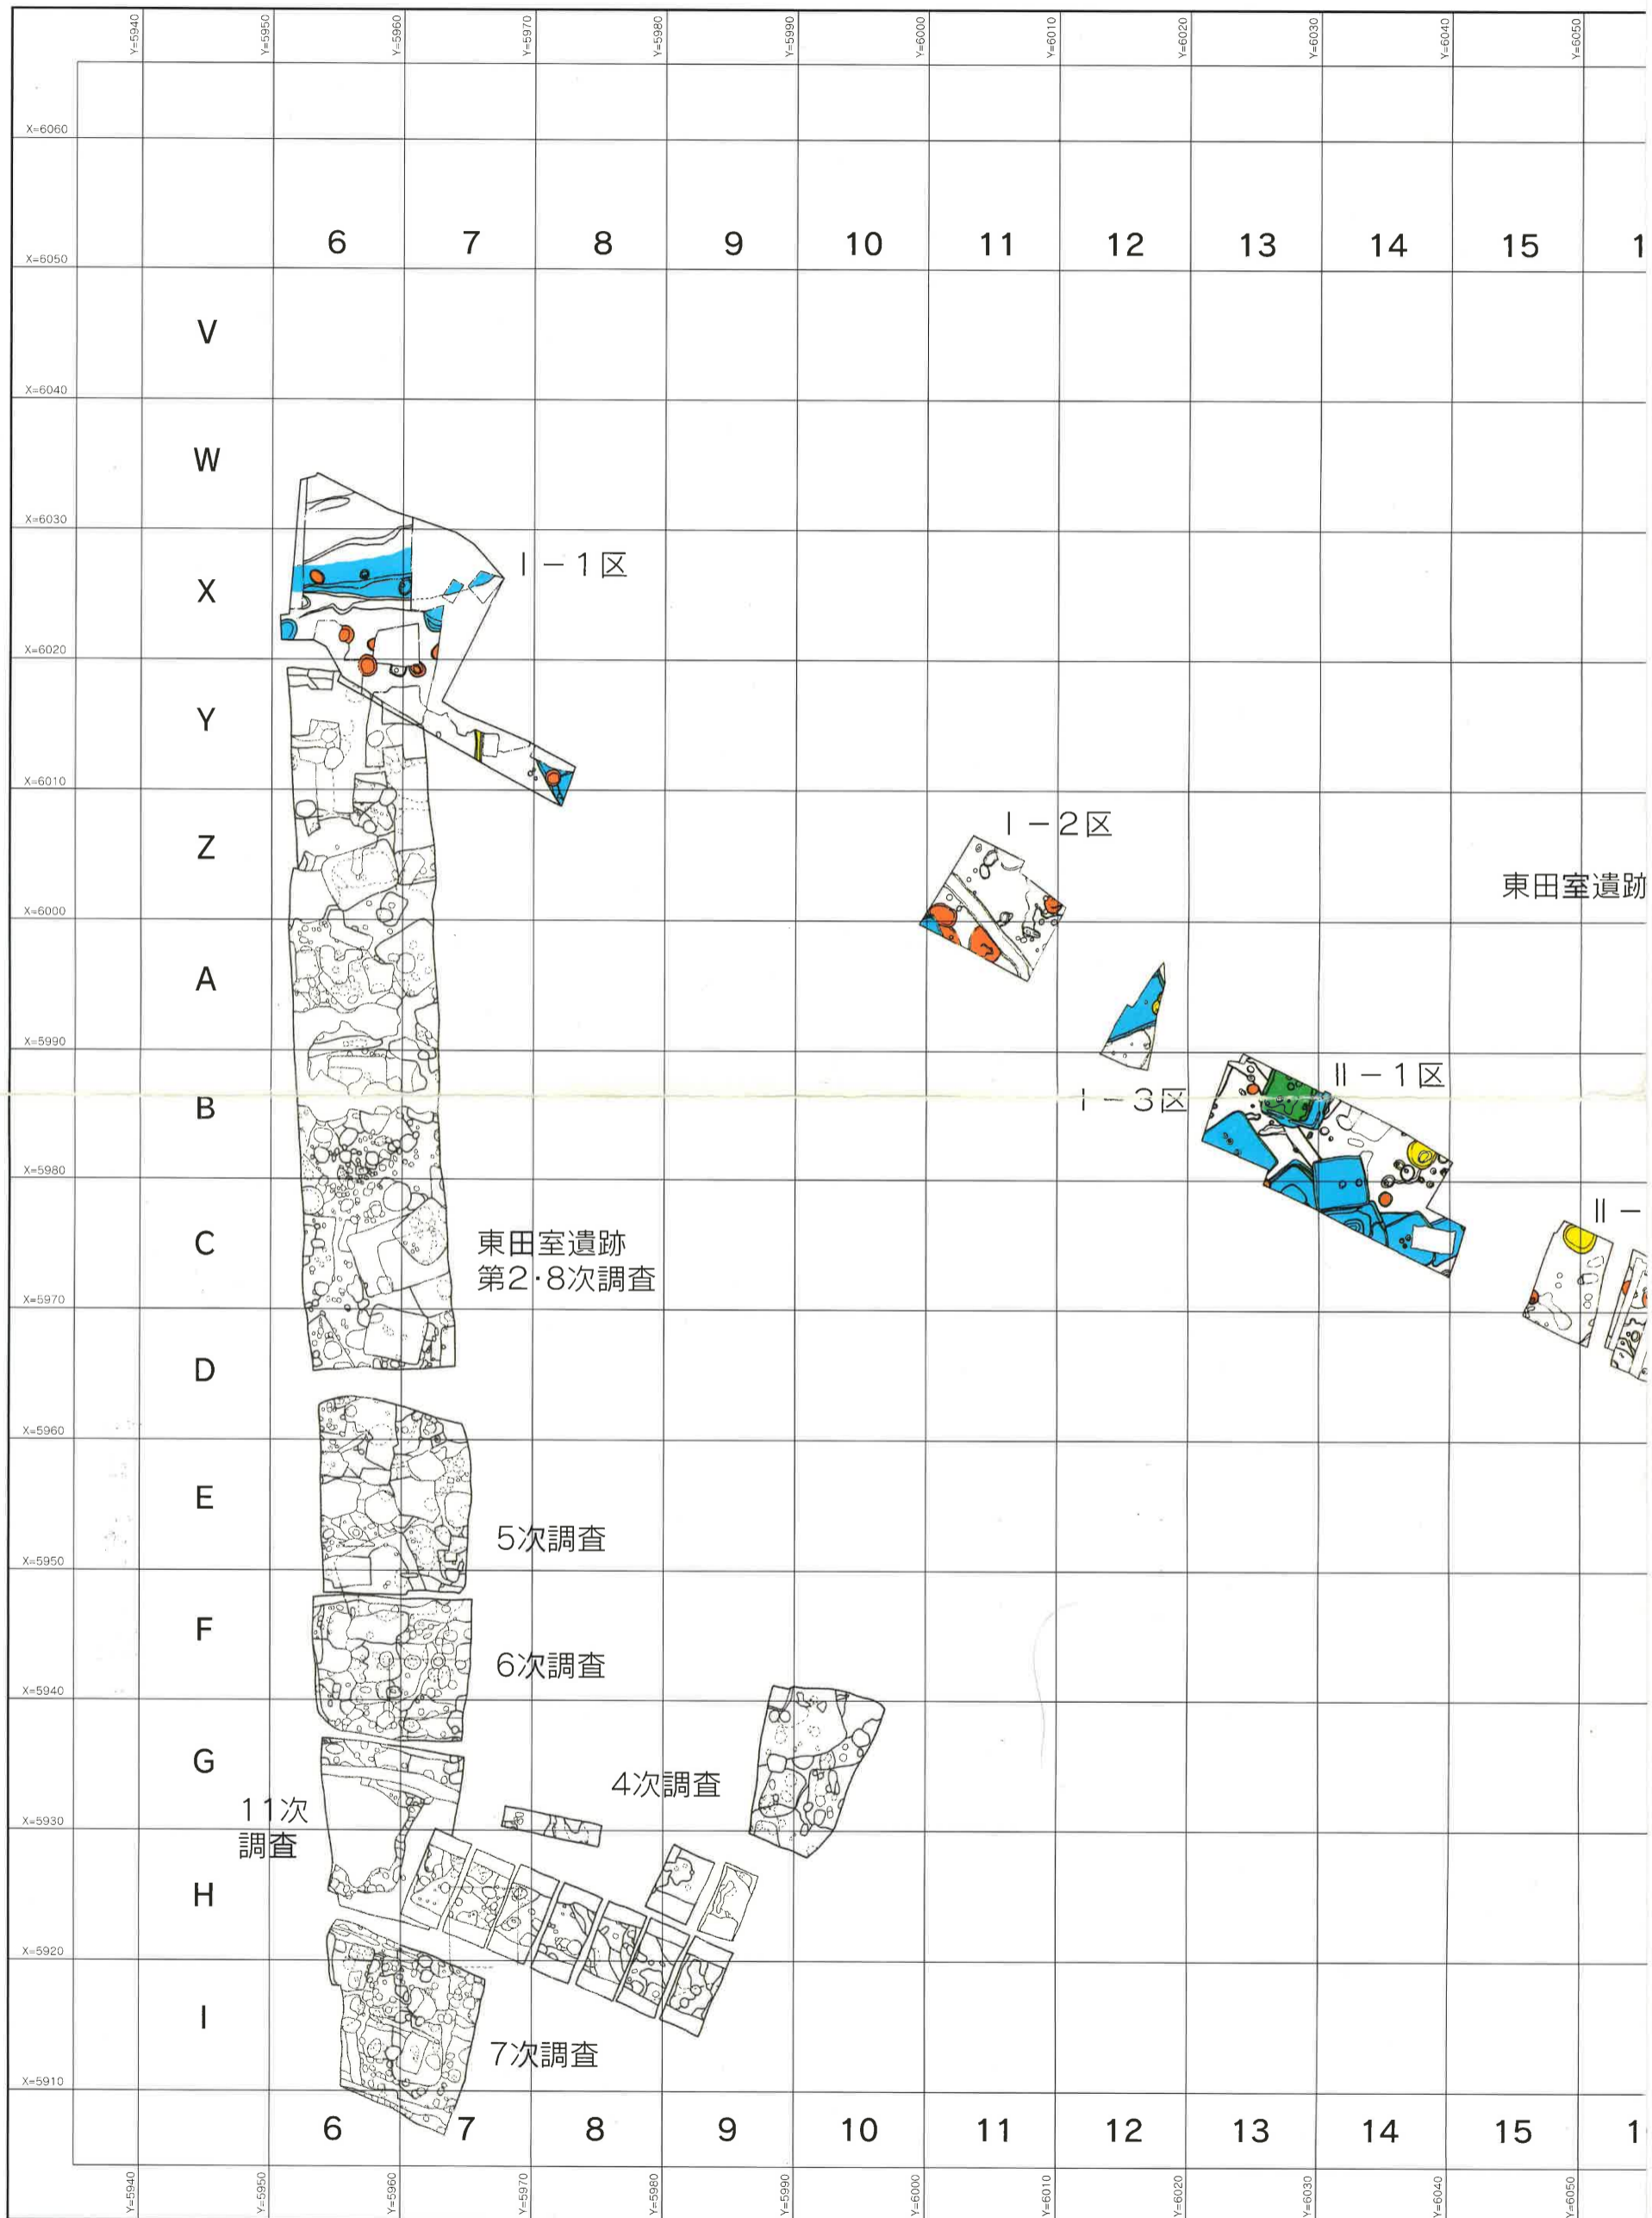 Y=5940 Y=5950 Y=5960 Y=5970 Y=5980 Y=5990 Y=6000 Y=6010 Y=6020 Y=6030 Y=6040 Y=6050
X=6060
6 7 8 9 10 11 12 13 14 15 1
X=6050
V
X=6040
W
X=6030
Ⅰ－1区
X
X=6020
Y
X=6010
Ⅰ－2区
Z
東田室遺跡
X=6000
A
X=5990
Ⅱ－1区
Ⅰ－3区
B
X=5980
Ⅱ－
C
東田室遺跡
第2・8次調査
X=5970
D
X=5960
E
5次調査
X=5950
F
6次調査
X=5940
G
4次調査
11次
調査
X=5930
H
X=5920
I
7次調査
X=5910
6 7 8 9 10 11 12 13 14 15 1
Y=5940 Y=5950 Y=5960 Y=5970 Y=5980 Y=5990 Y=6000 Y=6010 Y=6020 Y=6030 Y=6040 Y=6050